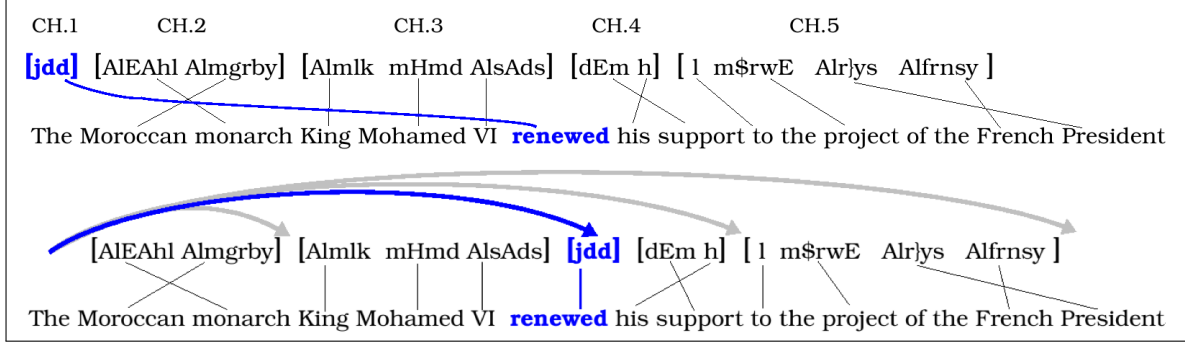 CH.1 CH.2 CH.3 CH.4 CH.5
[jdd] [AlEAhl Almgrby] [Almlk mHmd AlsAds] [dEm h] [ l m$rwE Alr}ys Alfrnsy ]
The Moroccan monarch King Mohamed VI renewed his support to the project of the French President
[AlEAhl Almgrby] [Almlk mHmd AlsAds] [jdd] [dEm h] [ l m$rwE Alr}ys Alfrnsy ]
The Moroccan monarch King Mohamed VI renewed his support to the project of the French President